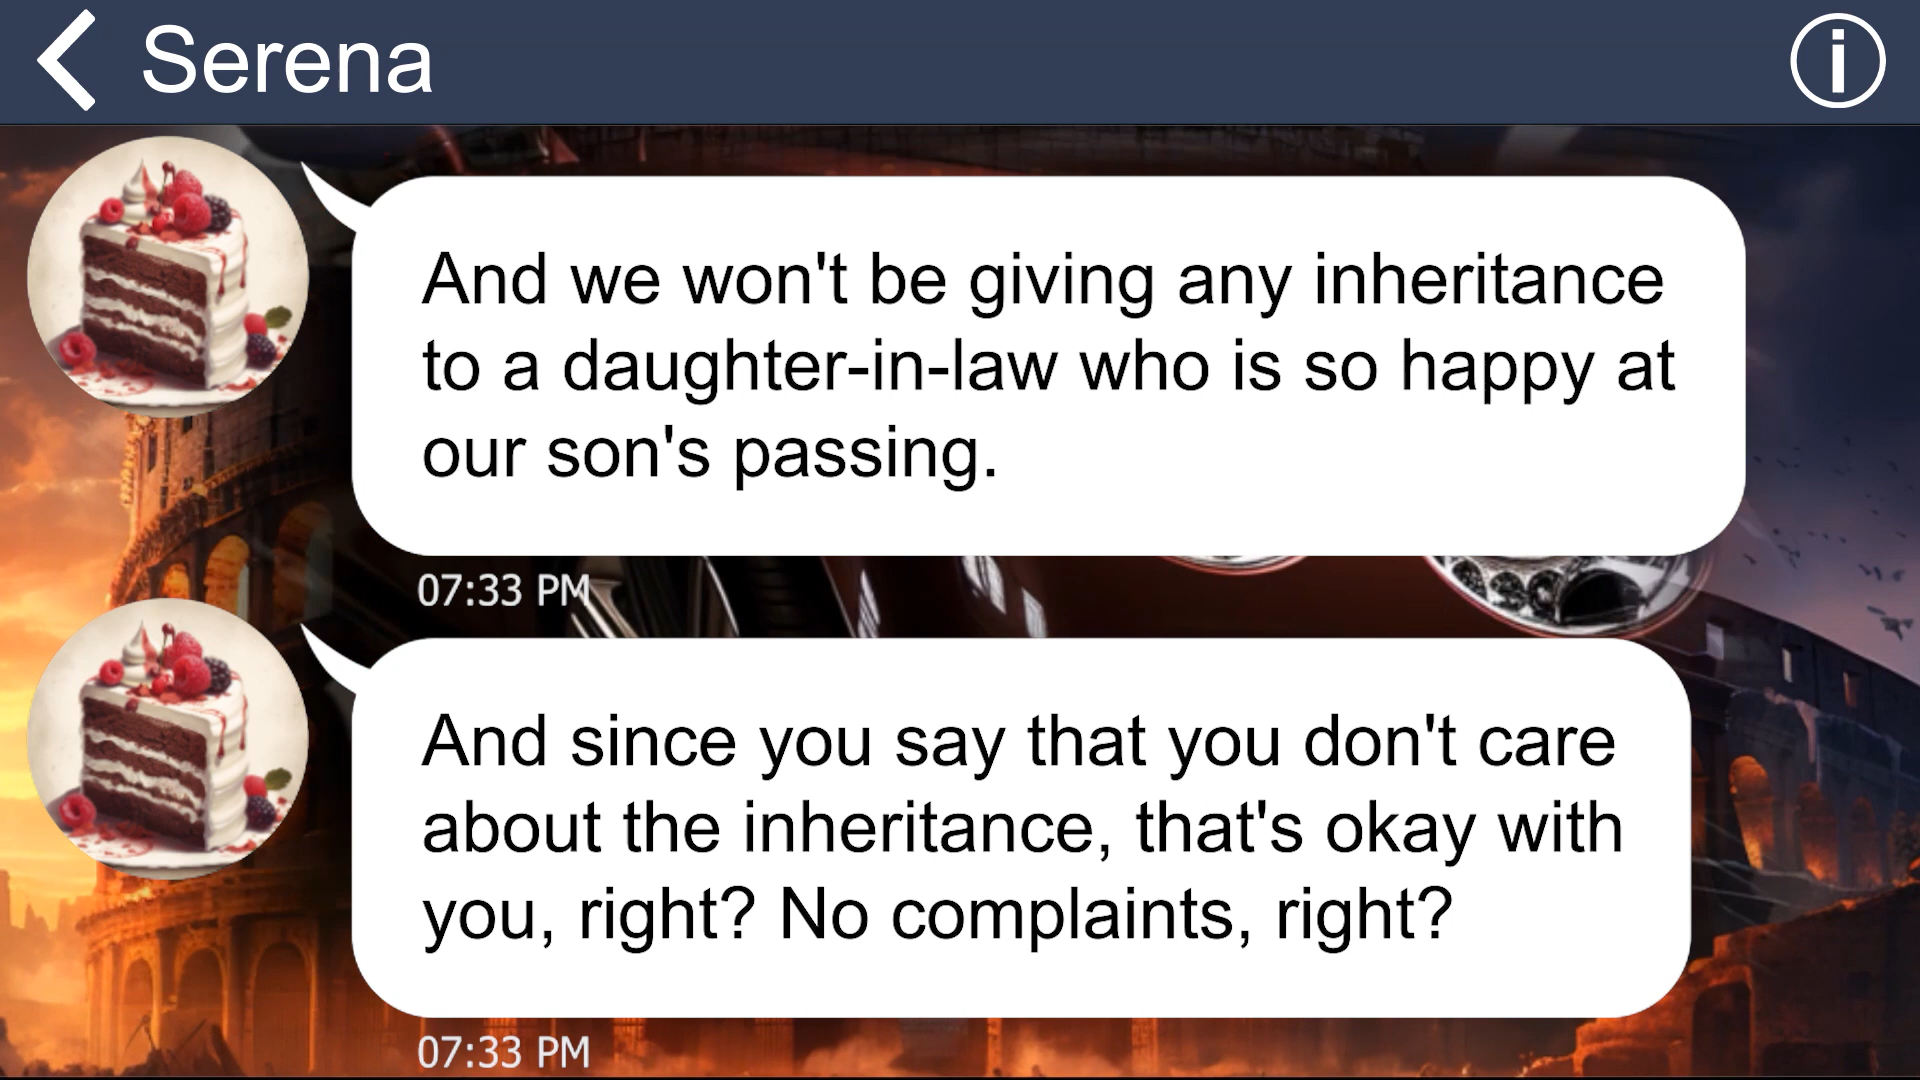 Serena
And we won't be giving any inheritance
to a daughter-in-law who is so happy at
our son's passing.
07:33 PM
And since you say that you don't care
about the inheritance, that's okay with
you, right? No complaints, right?
07:33 PM